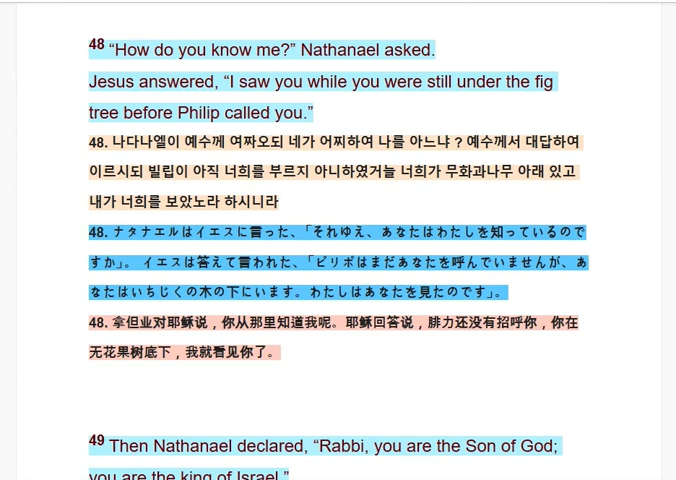 48 “How do you know me?” Nathanael asked.
Jesus answered, “I saw you while you were still under the fig
tree before Philip called you.”
48. 나다나엘이 예수께 여짜오되 네가 어찌하여 나를 아느냐 ? 예수께서 대답하여
이르시되 빌립이 아직 너희를 부르지 아니하였거늘 너희가 무화과나무 아래 있고
내가 너희를 보았노라 하시니라
48. ナタナエルはイエスに言った、「それゆえ、あなたはわたしを知っているので
すか」。 イエスは答えて言われた、「ピリポはまだあなたを呼んでいませんが、あ
なたはいちじくの木の下にいます。わたしはあなたを見たのです」。
48. 拿但业对耶稣说，你从那里知道我呢。耶稣回答说，腓力还没有招呼你，你在
无花果树底下，我就看见你了。
49 Then Nathanael declared, “Rabbi, you are the Son of God;
you are the king of Israel.”